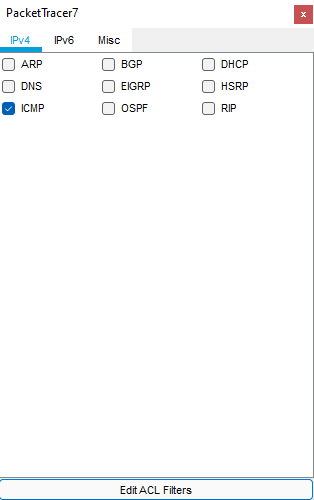 PacketTracer7
x
IPv4 IPv6 Misc
ARP BGP DHCP
DNS EIGRP HSRP
ICMP OSPF RIP
Edit ACL Filters